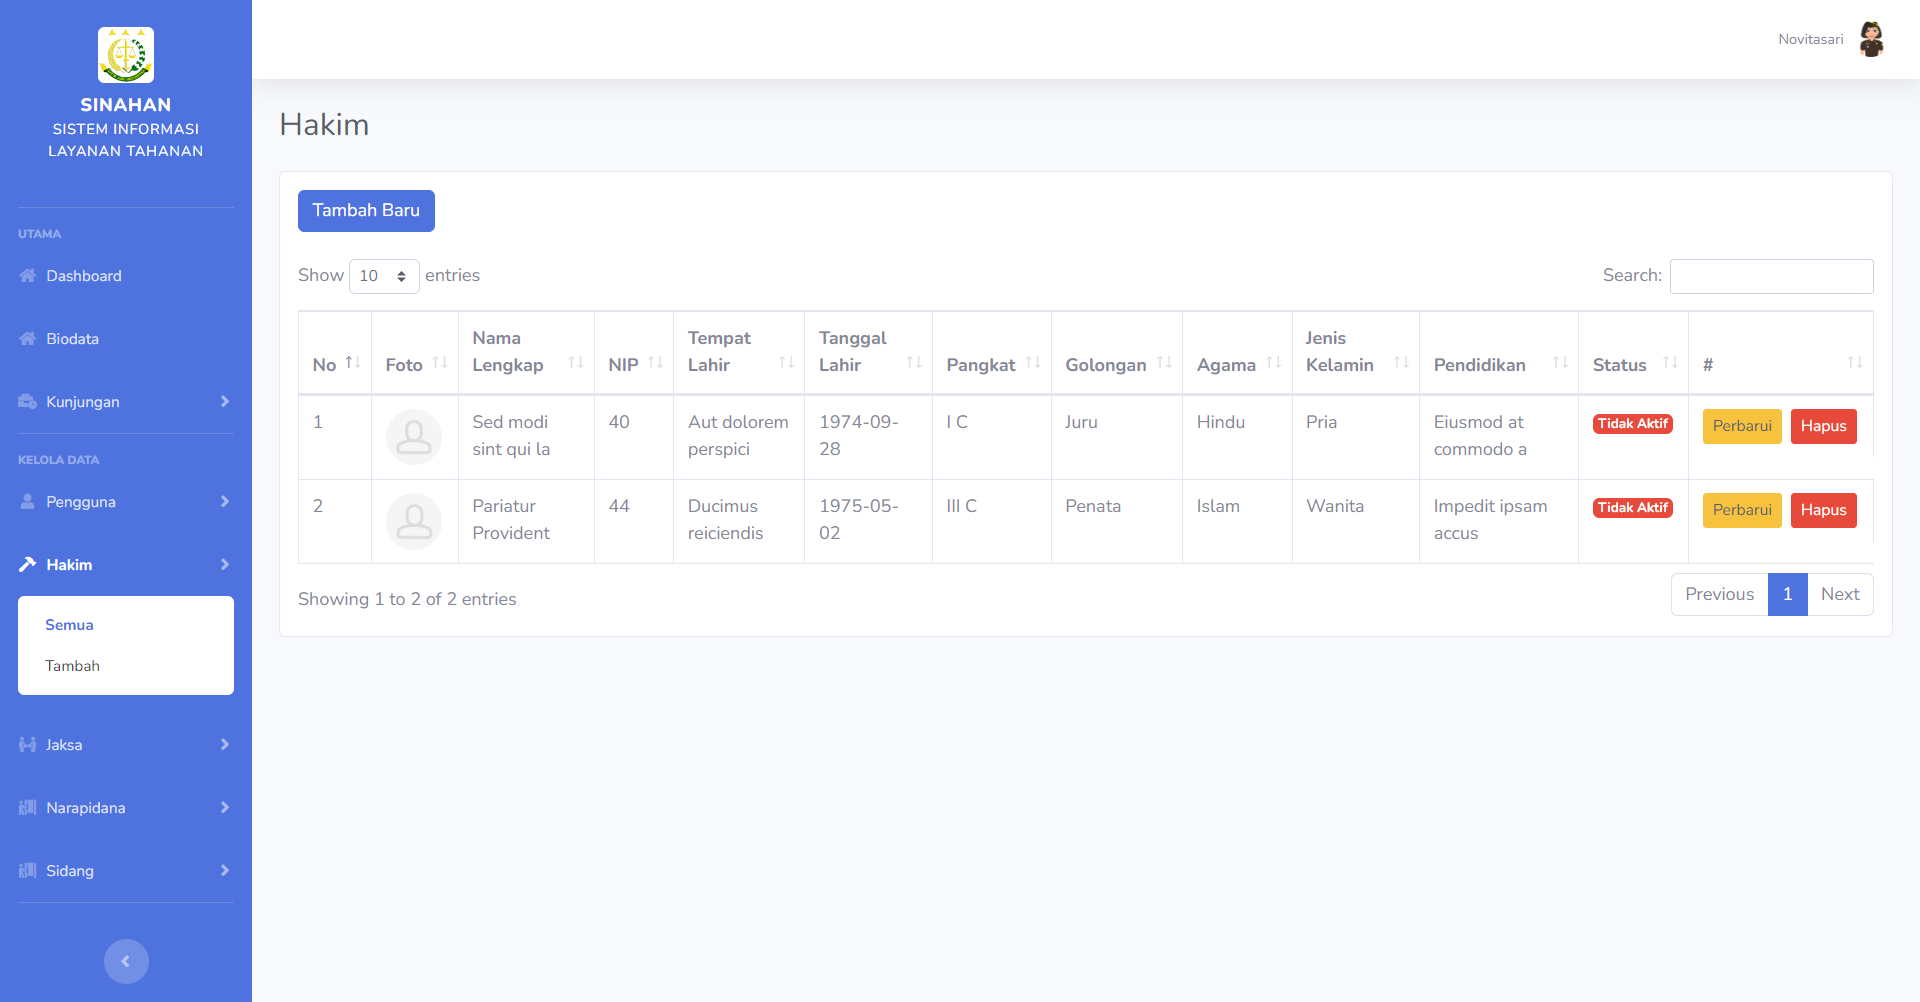 SINAHAN
SISTEM INFORMASI
LAYANAN TAHANAN
UTAMA
Dashboard
Biodata
Kunjungan
KELOLA DATA
Pengguna
Hakim
Semua
Tambah
Jaksa
Narapidana
Sidang
Novitasari
Hakim
Tambah Baru
Show 10 entries
Search:
No Foto Nama Lengkap NIP Tempat Lahir Tanggal Lahir Pangkat Golongan Agama Jenis Kelamin Pendidikan Status #
1 Sed modi sint qui la 40 Aut dolorem perspici 1974-09-28 I C Juru Hindu Pria Eiusmod at commodo a Tidak Aktif Perbarui Hapus
2 Pariatur Provident 44 Ducimus reiciendis 1975-05-02 III C Penata Islam Wanita Impedit ipsam accus Tidak Aktif Perbarui Hapus
Showing 1 to 2 of 2 entries
Previous 1 Next